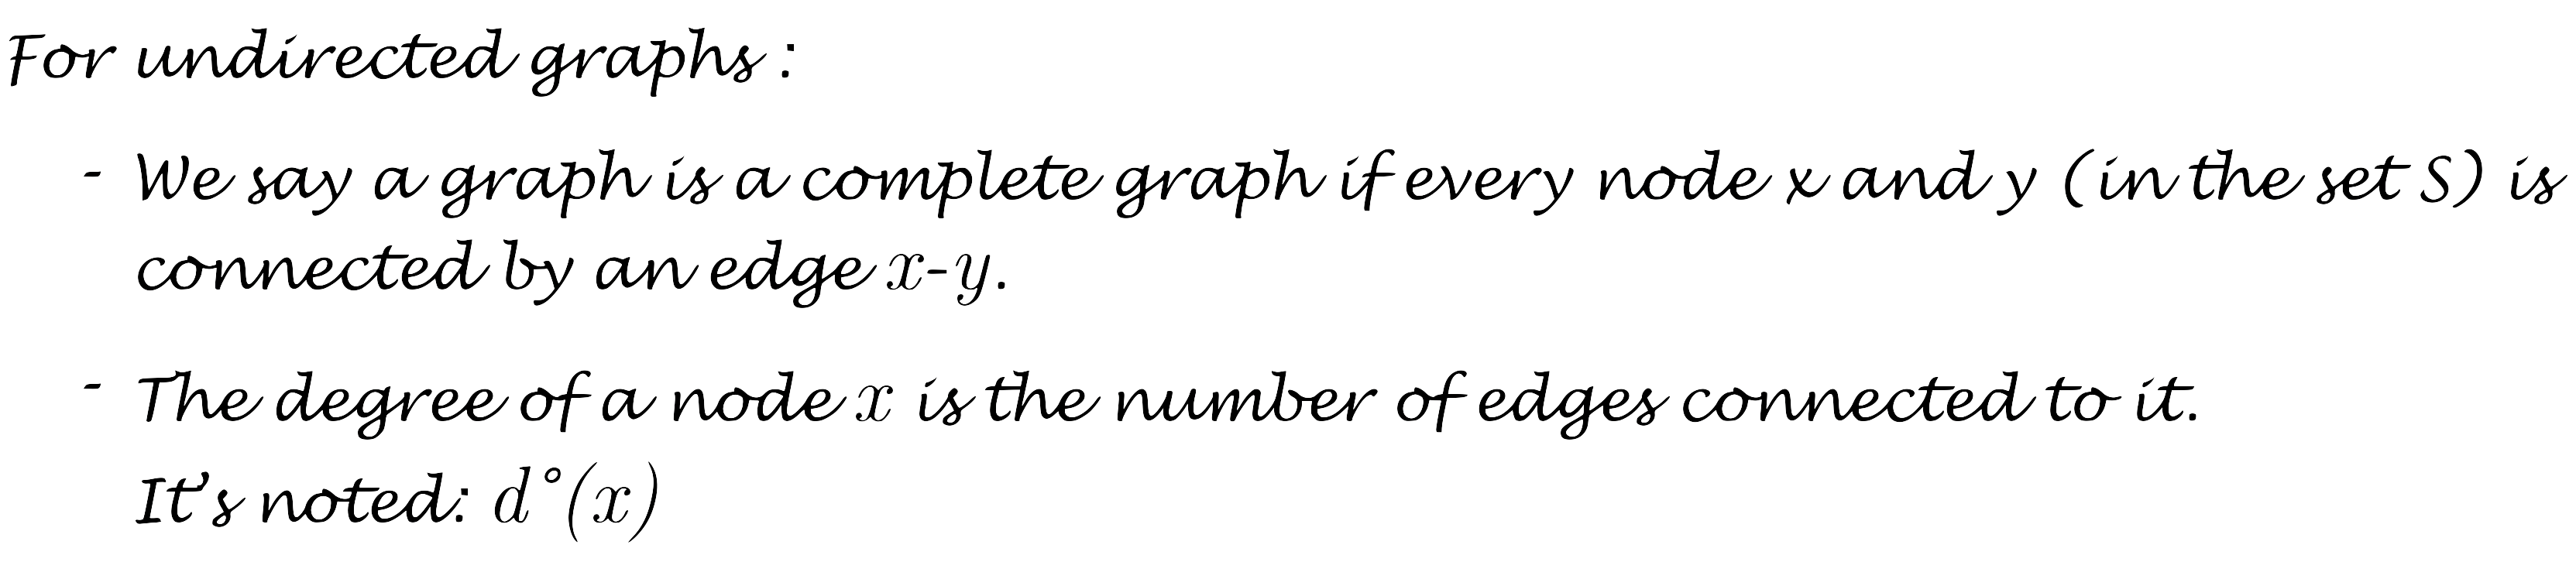 For undirected graphs :
- We say a graph is a complete graph if every node x and y (in the set S) is
connected by an edge x-y.
- The degree of a node x is the number of edges connected to it.
It's noted: d°(x)